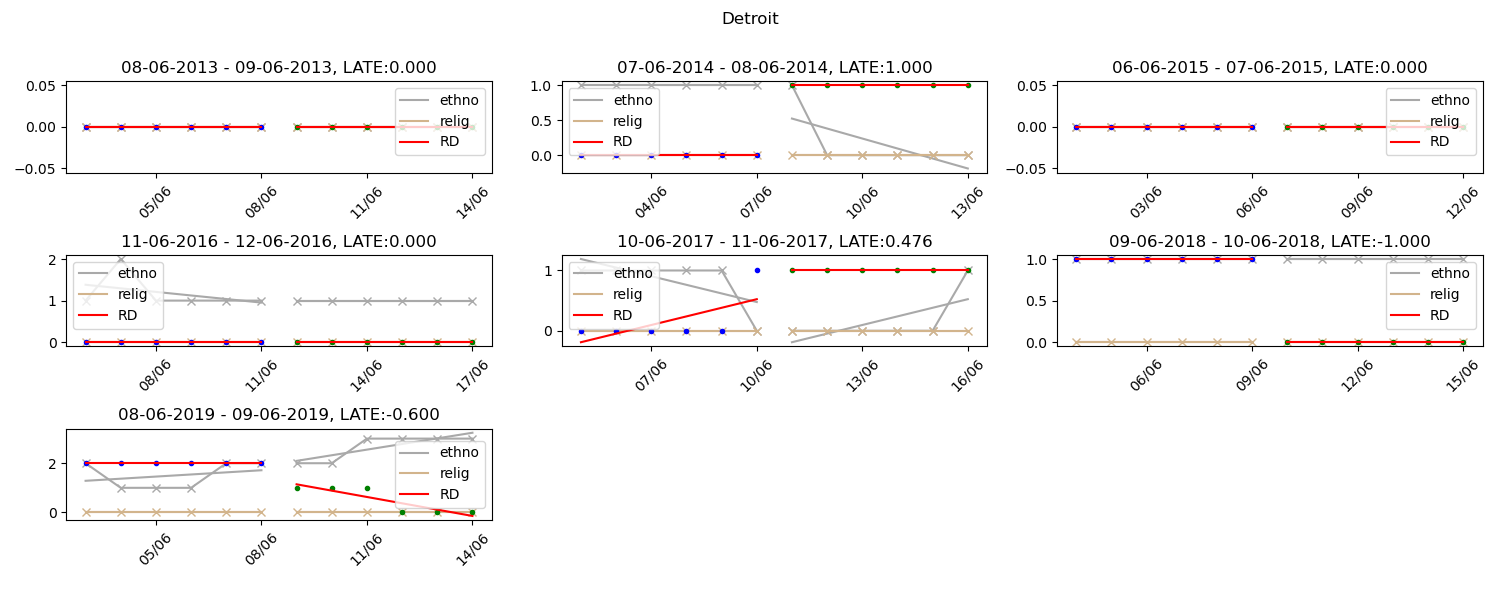 Detroit
08-06-2013 - 09-06-2013, LATE:0.000
0.05
0.00
−0.05
ethno
relig
RD
05/06
08/06
11/06
14/06
07-06-2014 - 08-06-2014, LATE:1.000
1.0
0.5
0.0
ethno
relig
RD
04/06
07/06
10/06
13/06
06-06-2015 - 07-06-2015, LATE:0.000
0.05
0.00
−0.05
ethno
relig
RD
03/06
06/06
09/06
12/06
11-06-2016 - 12-06-2016, LATE:0.000
2
1
0
ethno
relig
RD
08/06
11/06
14/06
17/06
10-06-2017 - 11-06-2017, LATE:0.476
1
0
ethno
relig
RD
07/06
10/06
13/06
16/06
09-06-2018 - 10-06-2018, LATE:-1.000
1.0
0.5
0.0
ethno
relig
RD
06/06
09/06
12/06
15/06
08-06-2019 - 09-06-2019, LATE:-0.600
2
0
ethno
relig
RD
05/06
08/06
11/06
14/06